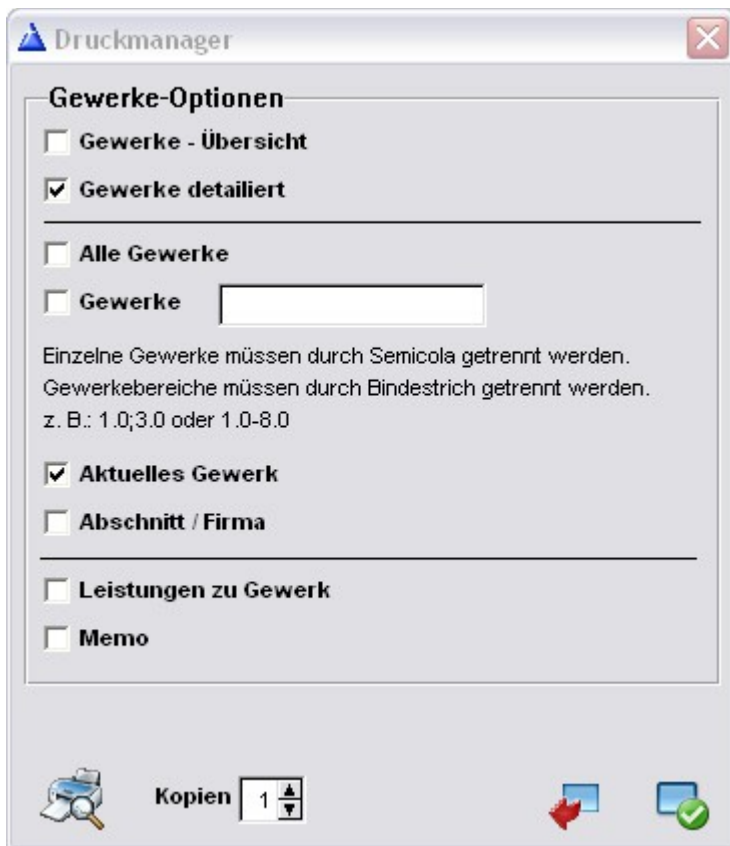 Druckmanager
Gewerke-Optionen
Gewerke - Übersicht
Gewerke detailiert
Alle Gewerke
Gewerke
Einzelne Gewerke müssen durch Semicola getrennt werden.
Gewerkebereiche müssen durch Bindestrich getrennt werden.
z. B.: 1.0;3.0 oder 1.0-8.0
Aktuelles Gewerk
Abschnitt / Firma
Leistungen zu Gewerk
Memo
Kopien 1